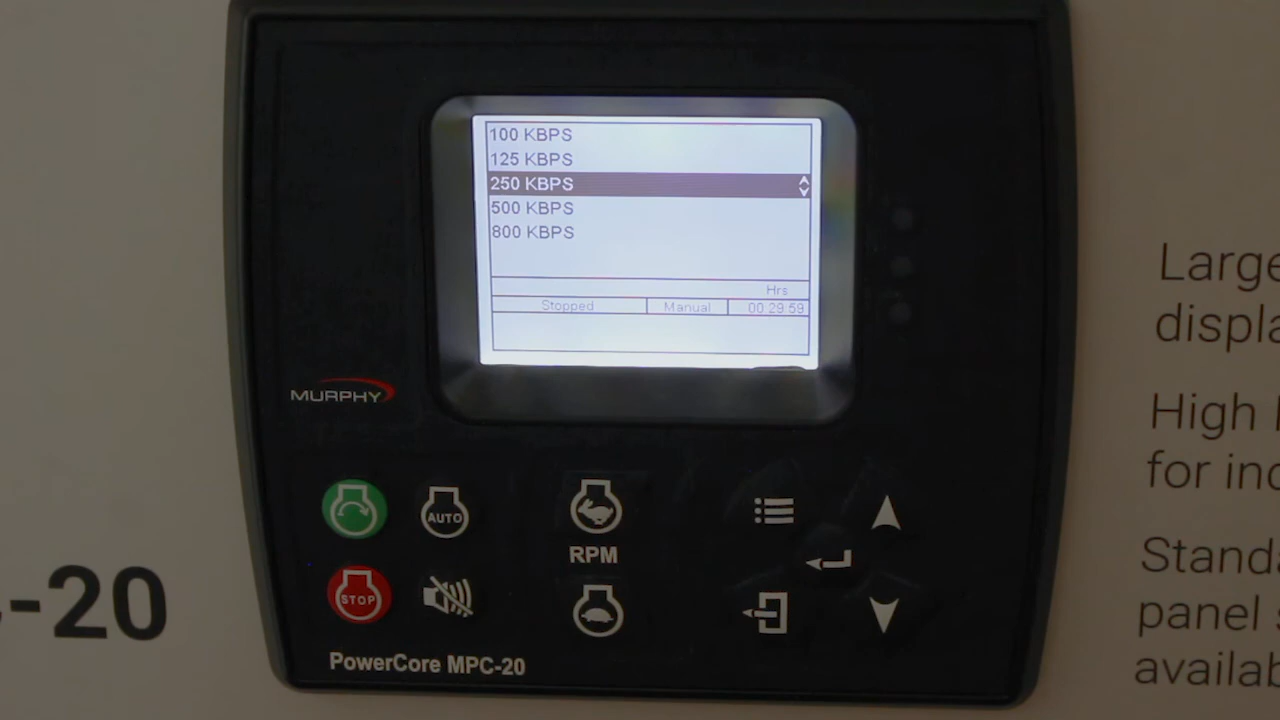 100 KBPS
125 KBPS
250 KBPS
500 KBPS
800 KBPS
Hrs
Stopped Manual 00:29:59
MURPHY
AUTO
RPM
STOP
PowerCore MPC-20
-20
Large
displa
High
for ind
Standa
panel
availab